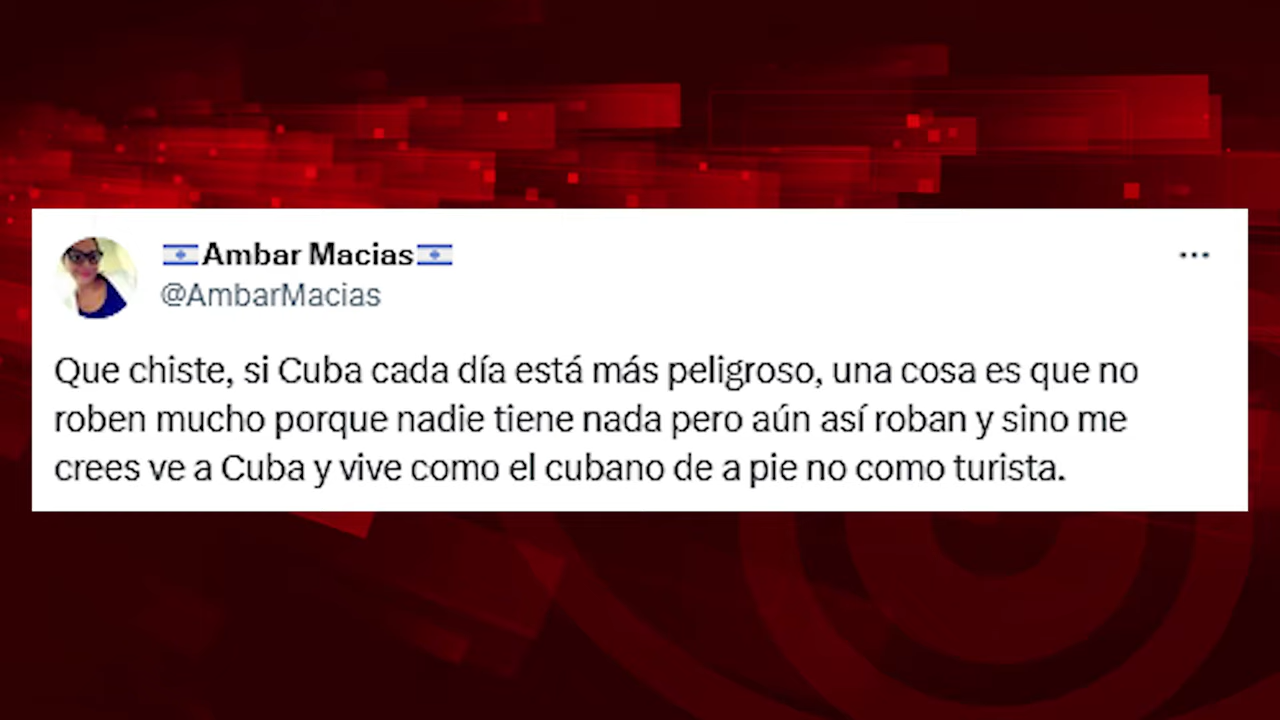 Ambar Macias
@AmbarMacias
Que chiste, si Cuba cada día está más peligroso, una cosa es que no
roben mucho porque nadie tiene nada pero aún así roban y sino me
crees ve a Cuba y vive como el cubano de a pie no como turista.